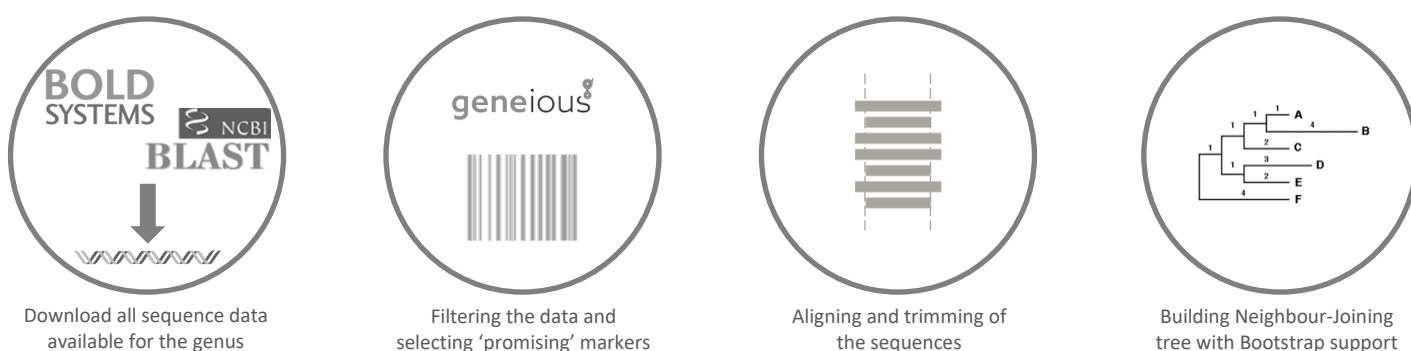 BOLD
SYSTEMS
NCBI
BLAST
Download all sequence data
available for the genus
geneious
Filtering the data and
selecting ‘promising’ markers
Aligning and trimming of
the sequences
1
A
1
4
B
1
2
C
1
3
D
1
2
E
4
F
Building Neighbour-Joining
tree with Bootstrap support